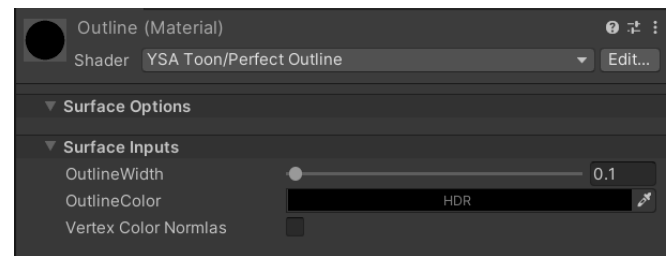 Outline (Material)
Shader YSA Toon/Perfect Outline Edit...
Surface Options
Surface Inputs
OutlineWidth 0.1
OutlineColor HDR
Vertex Color Normlas